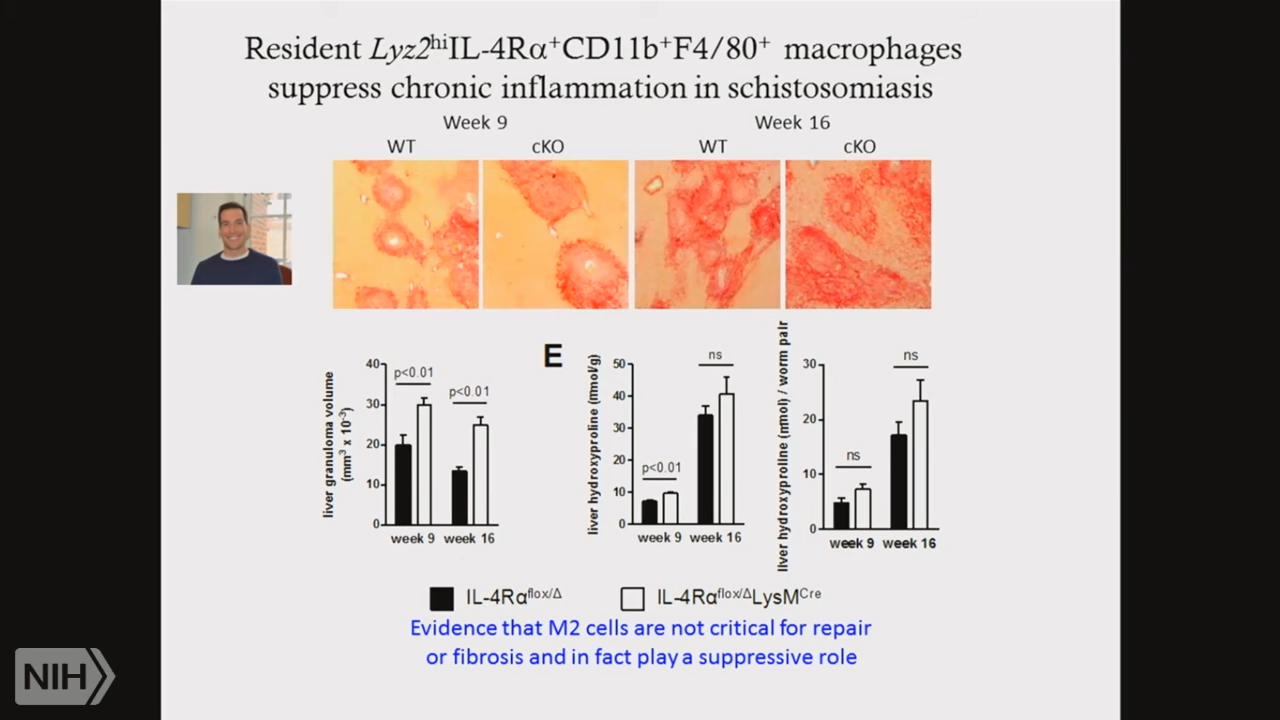 Resident Lyz2hiIL-4Rα+CD11b+F4/80+ macrophages
suppress chronic inflammation in schistosomiasis
Week 9
Week 16
WT
cKO
WT
cKO
liver granuloma volume
(mm3 x 10-3)
40
30
20
10
0
p<0.01
p<0.01
week 9
week 16
E
liver hydroxyproline (mmol/g)
50
40
30
20
10
0
p<0.01
ns
week 9
week 16
liver hydroxyproline (nmol) / worm pair
30
20
10
0
ns
ns
week 9
week 16
IL-4Rαflox/Δ
IL-4Rαflox/ΔLysMCre
Evidence that M2 cells are not critical for repair
or fibrosis and in fact play a suppressive role
NIH